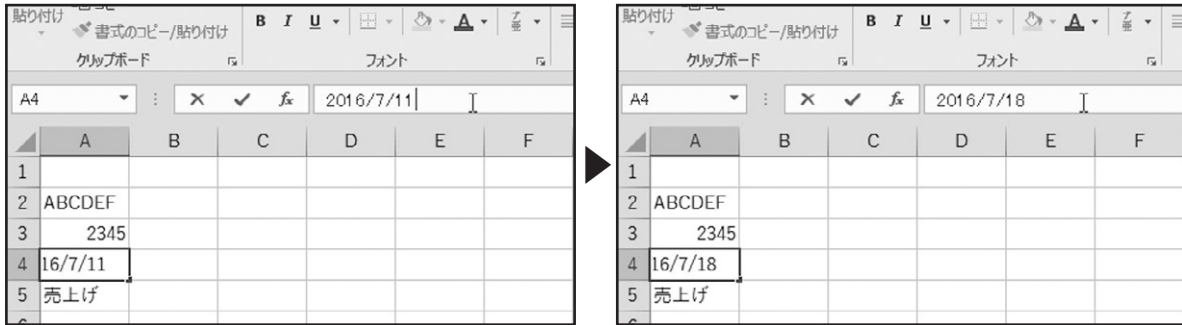 貼り付け
書式のコピー/貼り付け
B I U A
ア亜
クリップボード
フォント
A4
fx
2016/7/11
A B C D E F
1
2 ABCDEF
3 2345
4 16/7/11
5 売上げ
貼り付け
書式のコピー/貼り付け
B I U A
ア亜
クリップボード
フォント
A4
fx
2016/7/18
A B C D E F
1
2 ABCDEF
3 2345
4 16/7/18
5 売上げ